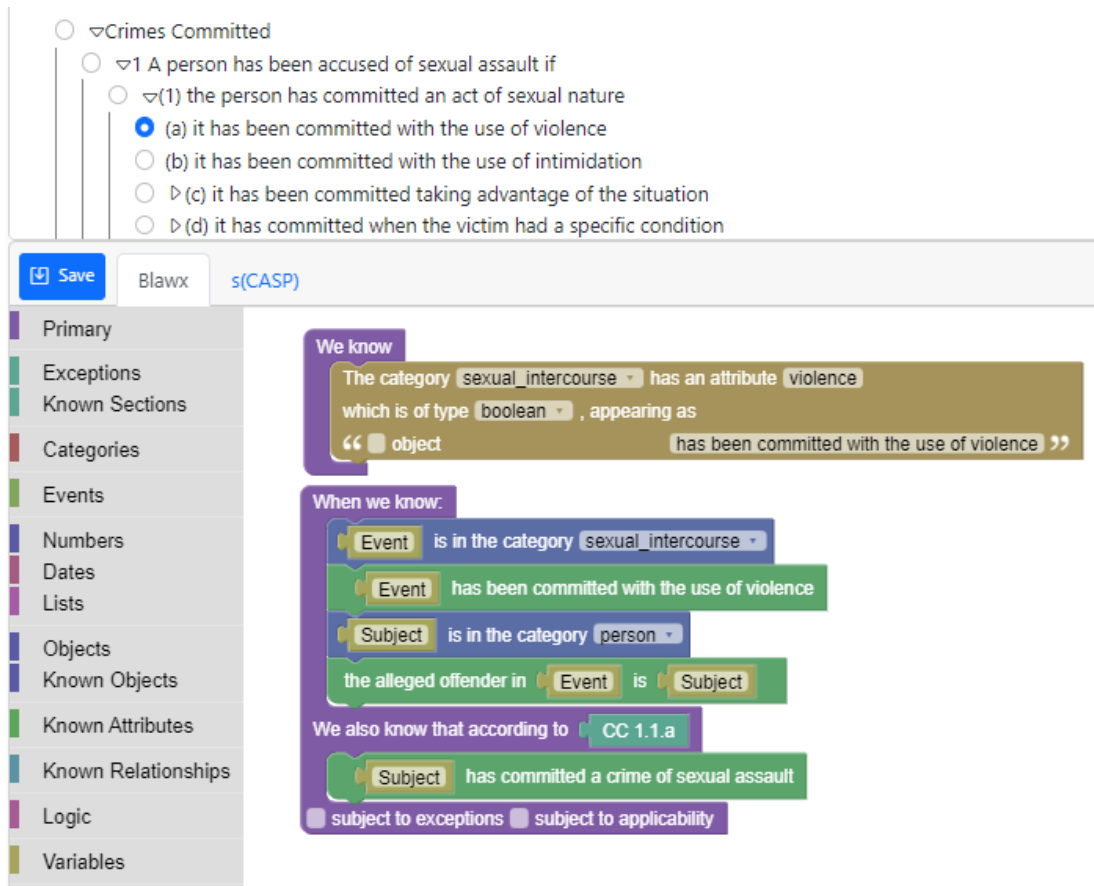 Crimes Committed
1 A person has been accused of sexual assault if
(1) the person has committed an act of sexual nature
(a) it has been committed with the use of violence
(b) it has been committed with the use of intimidation
(c) it has been committed taking advantage of the situation
(d) it has committed when the victim had a specific condition
Save Blawx s(CASP)
Primary
Exceptions
Known Sections
Categories
Events
Numbers
Dates
Lists
Objects
Known Objects
Known Attributes
Known Relationships
Logic
Variables
We know
The category sexual_intercourse has an attribute violence
which is of type boolean , appearing as
“ object has been committed with the use of violence ”
When we know:
Event is in the category sexual_intercourse
Event has been committed with the use of violence
Subject is in the category person
the alleged offender in Event is Subject
We also know that according to CC 1.1.a
Subject has committed a crime of sexual assault
subject to exceptions subject to applicability